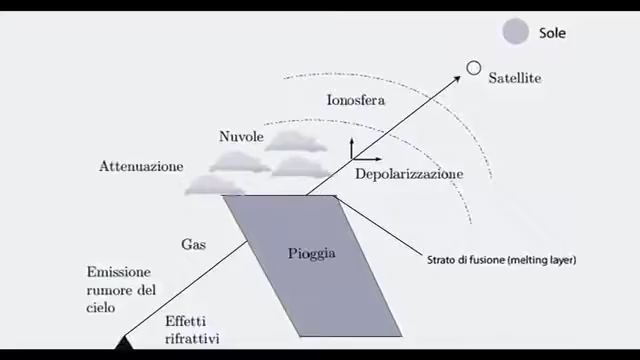 Sole
Satellite
Ionosfera
Nuvole
Attenuazione
Depolarizzazione
Gas
Pioggia
Strato di fusione (melting layer)
Emissione
rumore del
cielo
Effetti
rifrattivi